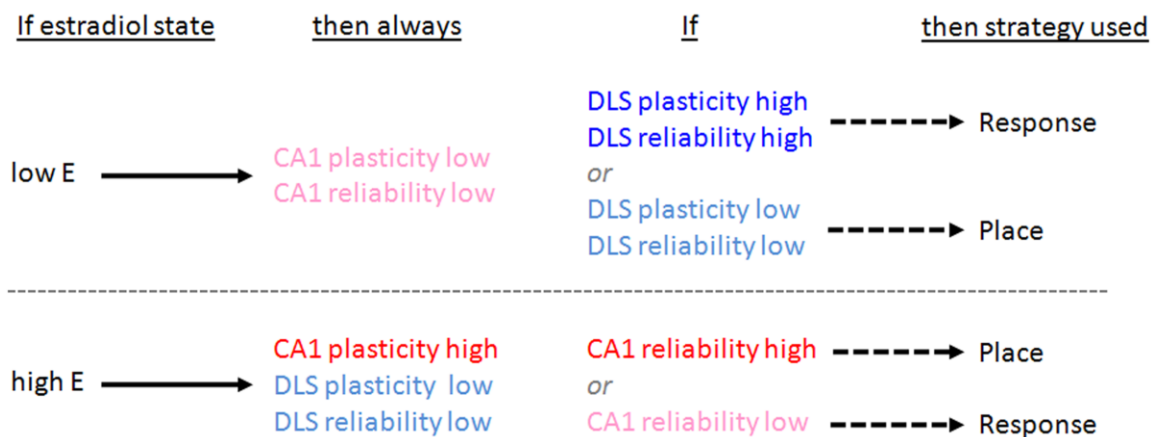 If estradiol state then always If then strategy used
DLS plasticity high
DLS reliability high
Response
low E
CA1 plasticity low
CA1 reliability low
or
DLS plasticity low
DLS reliability low
Place
CA1 plasticity high
CA1 reliability high
Place
high E
DLS plasticity low
or
DLS reliability low
CA1 reliability low
Response